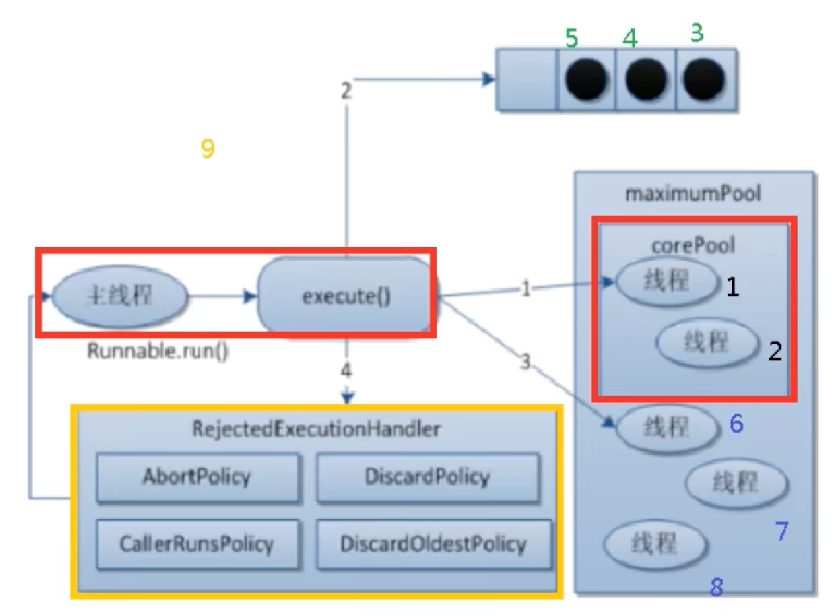 5 4 3
2
9
maximumPool
corePool
线程 1
主线程
execute()
1
线程 2
Runnable.run()
4
3
RejectedExecutionHandler
线程 6
AbortPolicy
DiscardPolicy
线程
7
CallerRunsPolicy
DiscardOldestPolicy
线程
8